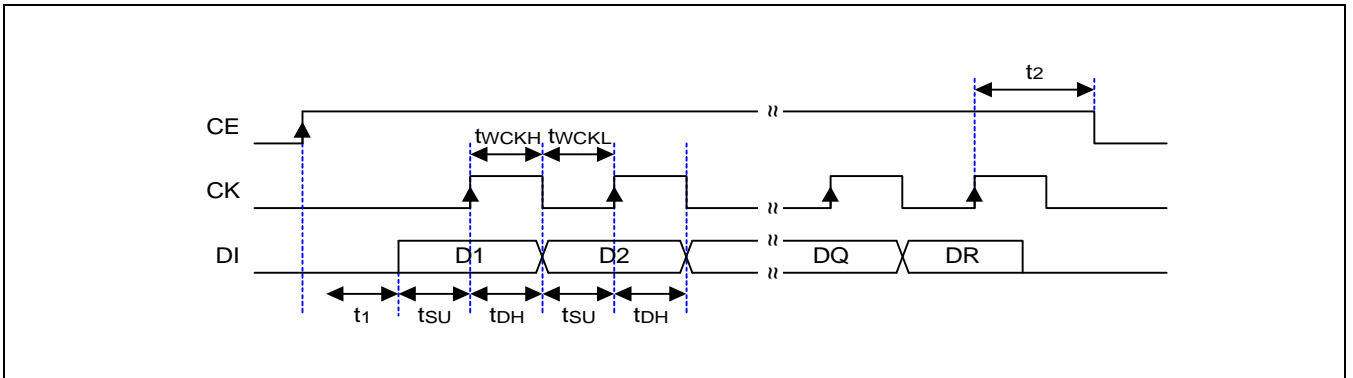 t2
CE
tWCKH tWCKL
CK
≈ ≈ ≈
DI D1 D2 DQ DR
t1 tSU tDH tSU tDH